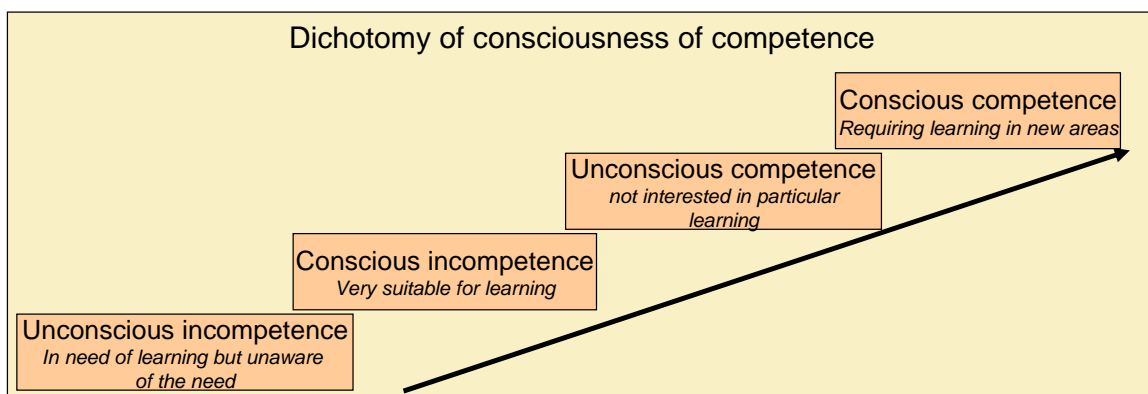 Dichotomy of consciousness of competence
Conscious competence
Requiring learning in new areas
Unconscious competence
not interested in particular
learning
Conscious incompetence
Very suitable for learning
Unconscious incompetence
In need of learning but unaware
of the need